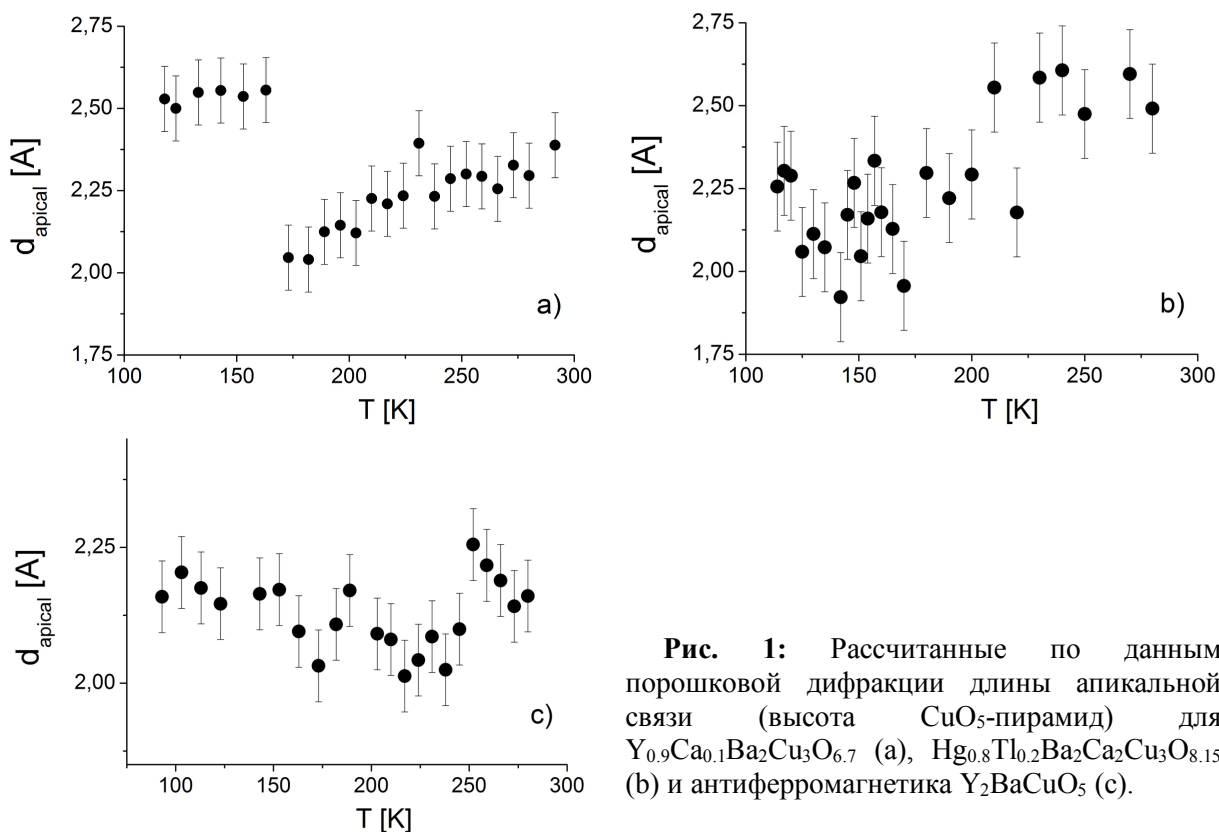 2,75
2,50
2,25
2,00
1,75
d_apical [A]
100 150 200 250 300
T [K]
a)
2,75
2,50
2,25
2,00
1,75
d_apical [A]
100 150 200 250 300
T [K]
b)
2,25
2,00
d_apical [A]
100 150 200 250 300
T [K]
c)
Рис. 1: Рассчитанные по данным
порошковой дифракции длины апикальной
связи (высота CuO₅-пирамид) для
Y₀.₉Ca₀.₁Ba₂Cu₃O₆.₇ (a), Hg₀.₈Tl₀.₂Ba₂Ca₂Cu₃O₈.₁₅
(b) и антиферромагнетика Y₂BaCuO₅ (c).